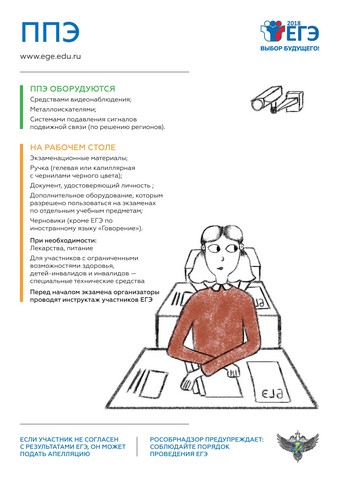 ППЭ
2018
ЕГЭ
ВЫБОР БУДУЩЕГО!
www.ege.edu.ru
ППЭ ОБОРУДУЮТСЯ
Средствами видеонаблюдения;
Металлоискателями;
Системами подавления сигналов
подвижной связи (по решению регионов).
НА РАБОЧЕМ СТОЛЕ
Экзаменационные материалы;
Ручка (гелевая или капиллярная
с чернилами черного цвета);
Документ, удостоверяющий личность ;
Дополнительное оборудование, которым
разрешено пользоваться на экзаменах
по отдельным учебным предметам;
Черновики (кроме ЕГЭ по
иностранному языку «Говорение»).
При необходимости:
Лекарства, питание
Для участников с ограниченными
возможностями здоровья,
детей-инвалидов и инвалидов —
специальные технические средства
Перед началом экзамена организаторы
проводят инструктаж участников ЕГЭ
ЕГЭ
ЕСЛИ УЧАСТНИК НЕ СОГЛАСЕН
С РЕЗУЛЬТАТАМИ ЕГЭ, ОН МОЖЕТ
ПОДАТЬ АПЕЛЛЯЦИЮ
РОСОБРНАДЗОР ПРЕДУПРЕЖДАЕТ:
СОБЛЮДАЙТЕ ПОРЯДОК
ПРОВЕДЕНИЯ ЕГЭ